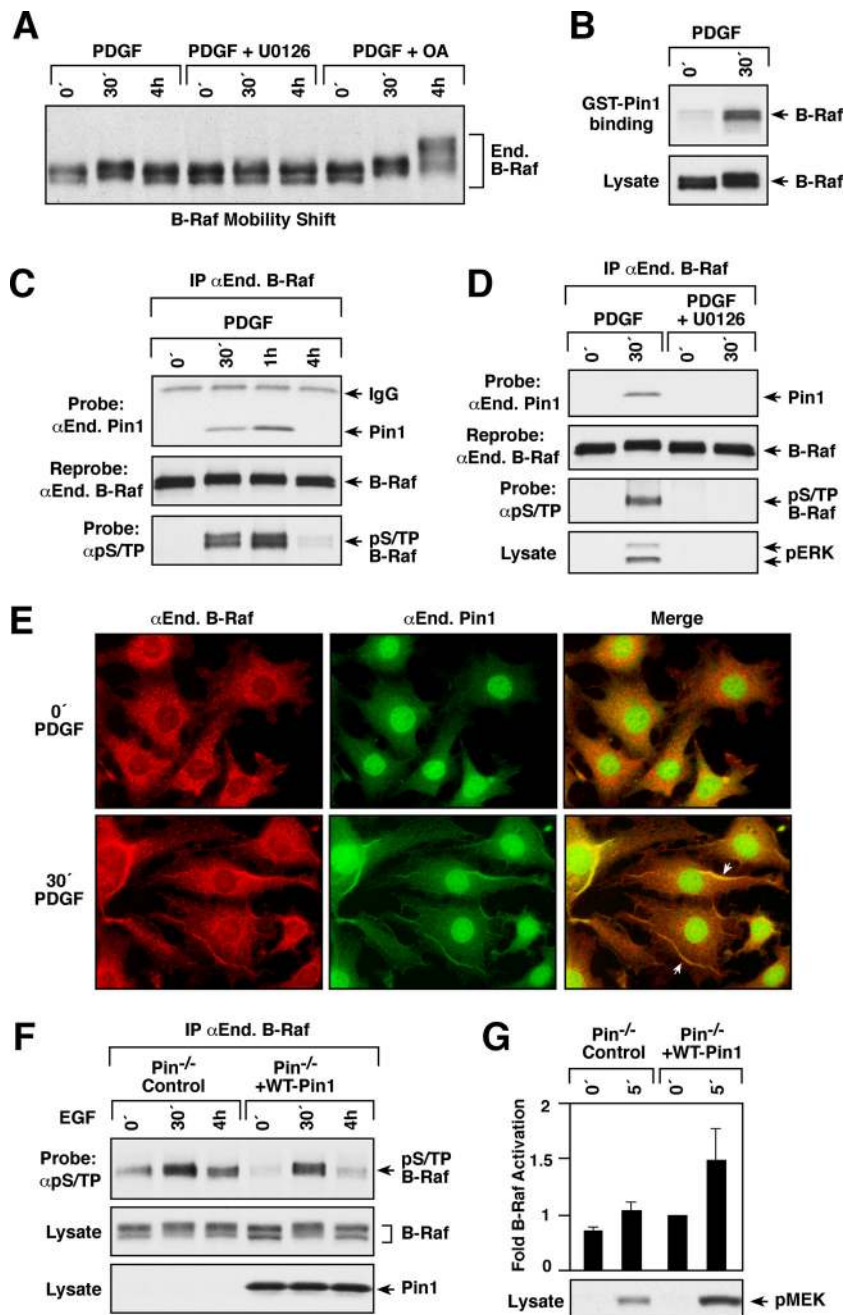 A
PDGF PDGF + U0126 PDGF + OA
0´ 30´ 4h 0´ 30´ 4h 0´ 30´ 4h
End.
B-Raf
B-Raf Mobility Shift
B
PDGF
0´ 30´
GST-Pin1
binding
B-Raf
Lysate B-Raf
C
IP αEnd. B-Raf
PDGF
0´ 30´ 1h 4h
IgG
Probe:
αEnd. Pin1
Pin1
Reprobe:
αEnd. B-Raf
B-Raf
Probe:
αpS/TP
pS/TP
B-Raf
D
IP αEnd. B-Raf
PDGF
PDGF
+ U0126
0´ 30´ 0´ 30´
Probe:
αEnd. Pin1
Pin1
Reprobe:
αEnd. B-Raf
B-Raf
Probe:
αpS/TP
pS/TP
B-Raf
Lysate pERK
E
αEnd. B-Raf αEnd. Pin1 Merge
0´
PDGF
30´
PDGF
F
IP αEnd. B-Raf
Pin-/-
Control
Pin-/-
+WT-Pin1
EGF 0´ 30´ 4h 0´ 30´ 4h
Probe:
αpS/TP
pS/TP
B-Raf
Lysate B-Raf
Lysate Pin1
G
Pin-/-
Control
Pin-/-
+WT-Pin1
0´ 5´ 0´ 5´
Fold B-Raf Activation
2
1.5
1
0
Lysate pMEK